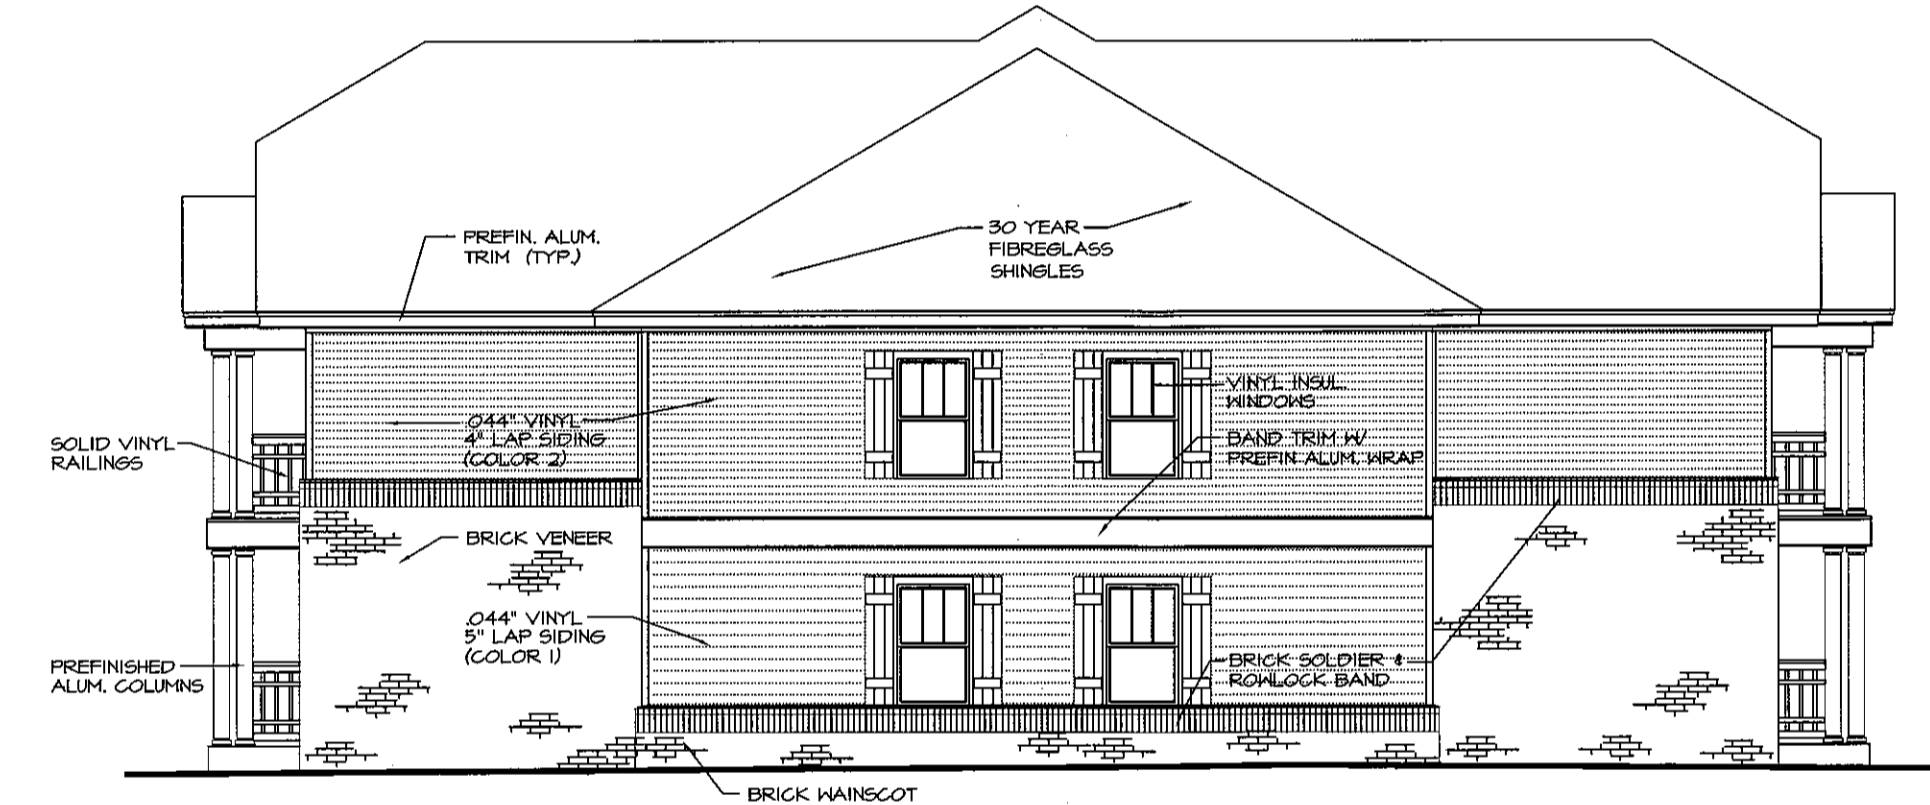 30 YEAR
FIBREGLASS
SHINGLES
PREFIN. ALUM.
TRIM (TYP.)
VINYL INSUL.
WINDOWS
.044" VINYL
4" LAP SIDING
(COLOR 2)
SOLID VINYL
RAILINGS
BAND TRIM W/
PREFIN ALUM. WRAP
BRICK VENEER
.044" VINYL
5" LAP SIDING
(COLOR 1)
PREFINISHED
ALUM. COLUMNS
BRICK SOLDIER &
ROWLOCK BAND
BRICK WAINSCOT